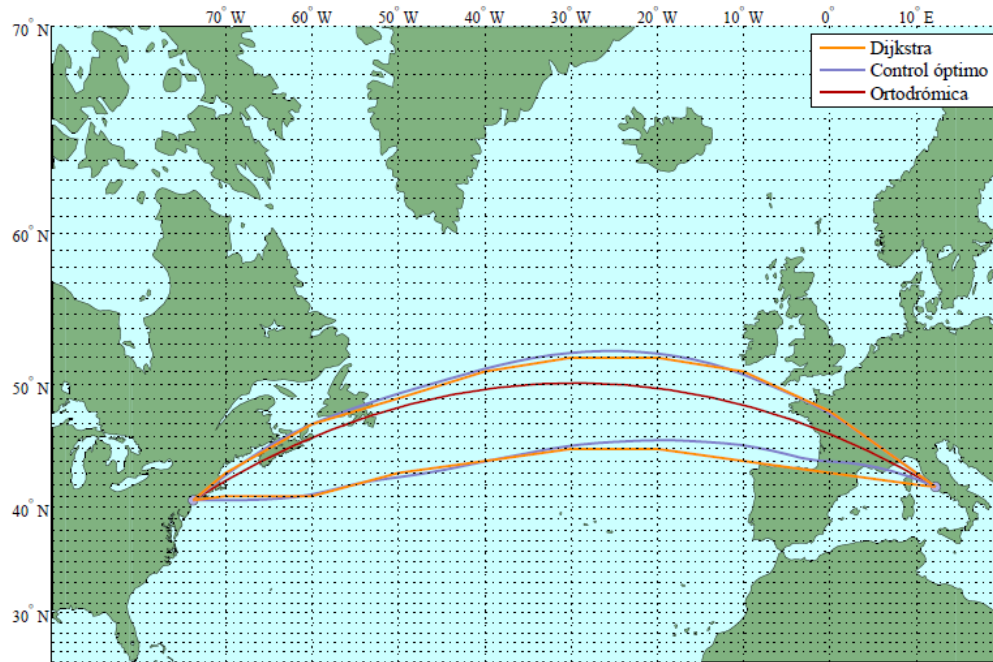 70° W 60° W 50° W 40° W 30° W 20° W 10° W 0° 10° E
70° N
Dijkstra
Control óptimo
Ortodrómica
60° N
50° N
40° N
30° N